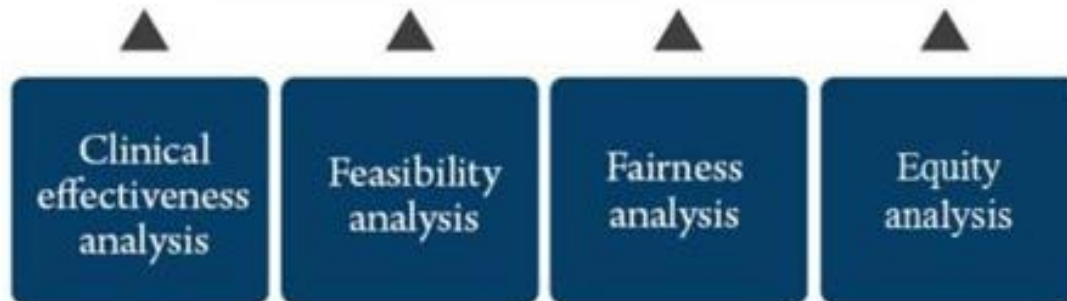 Clinical
effectiveness
analysis
Feasibility
analysis
Fairness
analysis
Equity
analysis